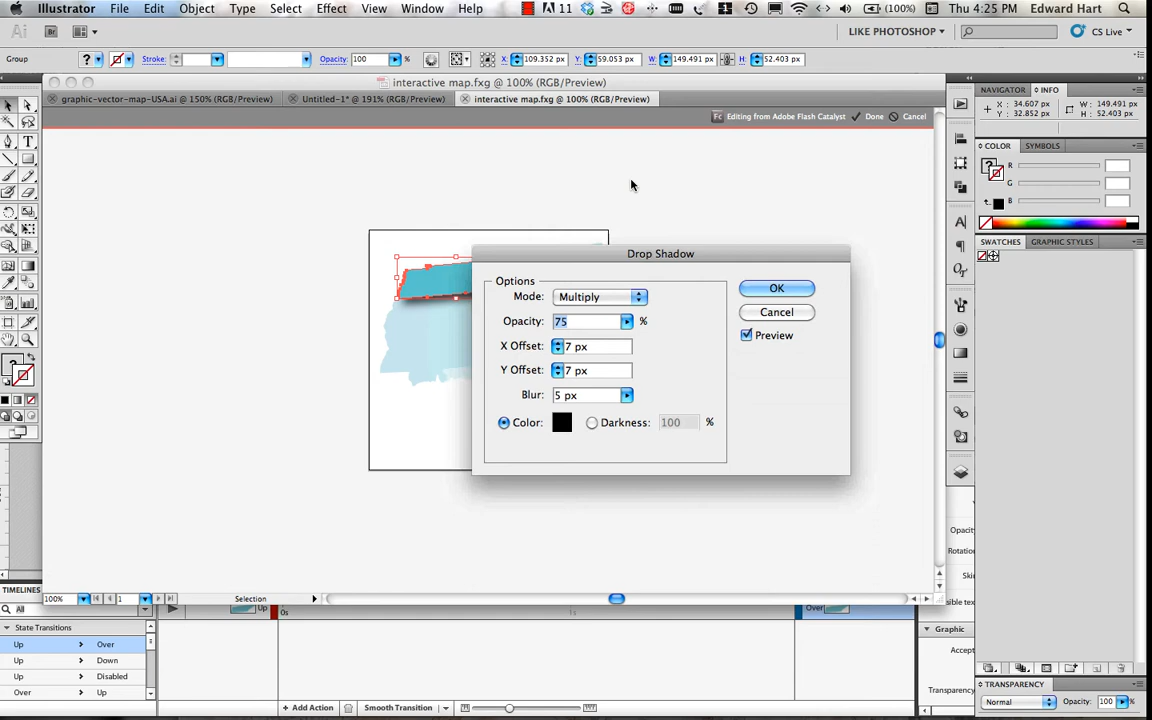 Illustrator File Edit Object Type Select Effect View Window Help 11 (100%) Thu 4:25 PM Edward Hart
Ai Br LIKE PHOTOSHOP CS Live
Group ? Stroke: Opacity: 100 % X: 109.352 px Y: 59.053 px W: 149.491 px H: 52.403 px
interactive map.fxg @ 100% (RGB/Preview)
graphic-vector-map-USA.ai @ 150% (RGB/Preview) Untitled-1* @ 191% (RGB/Preview) interactive map.fxg @ 100% (RGB/Preview)
Fc Editing from Adobe Flash Catalyst Done Cancel
NAVIGATOR INFO
X : 34.607 px W : 149.491 px
Y : 32.852 px H : 52.403 px
COLOR SYMBOLS
? R
G
B
SWATCHES GRAPHIC STYLES
Drop Shadow
Options
Mode: Multiply
Opacity: 75 %
X Offset: 7 px
Y Offset: 7 px
Blur: 5 px
Color: Darkness: 100 %
OK
Cancel
Preview
Opacity
Rotation
Skin
100% 1 Selection
TIMELINES
All
Up 0s 1s Over
State Transitions
Up Over
Up Down
Up Disabled
Over Up
Add Action Smooth Transition
Graphic
Accept
Transparency
TRANSPARENCY
Normal Opacity: 100